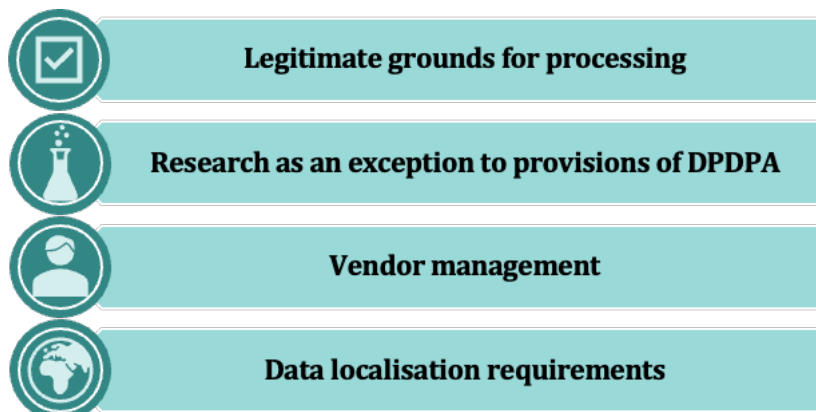 Legitimate grounds for processing
Research as an exception to provisions of DPDPA
Vendor management
Data localisation requirements